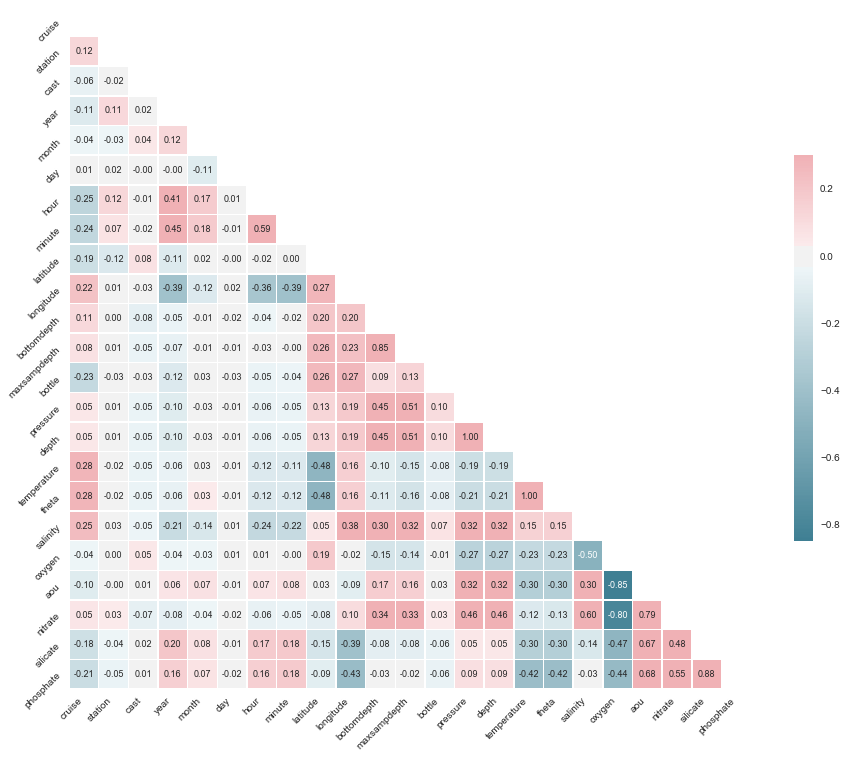 cruise
station 0.12
cast -0.06 -0.02
year -0.11 0.11 0.02
month -0.04 -0.03 0.04 0.12
day 0.01 0.02 -0.00 -0.00 -0.11
hour -0.25 0.12 -0.01 0.41 0.17 0.01
minute -0.24 0.07 -0.02 0.45 0.18 -0.01 0.59
latitude -0.19 -0.12 0.08 -0.11 0.02 -0.00 -0.02 0.00
longitude 0.22 0.01 -0.03 -0.39 -0.12 0.02 -0.36 -0.39 0.27
bottomdepth 0.11 0.00 -0.08 -0.05 -0.01 -0.02 -0.04 -0.02 0.20 0.20
maxsampdepth 0.08 0.01 -0.05 -0.07 -0.01 -0.01 -0.03 -0.00 0.26 0.23 0.85
bottle -0.23 -0.03 -0.03 -0.12 0.03 -0.03 -0.05 -0.04 0.26 0.27 0.09 0.13
pressure 0.05 0.01 -0.05 -0.10 -0.03 -0.01 -0.06 -0.05 0.13 0.19 0.45 0.51 0.10
depth 0.05 0.01 -0.05 -0.10 -0.03 -0.01 -0.06 -0.05 0.13 0.19 0.45 0.51 0.10 1.00
temperature 0.28 -0.02 -0.05 -0.06 0.03 -0.01 -0.12 -0.11 -0.48 0.16 -0.10 -0.15 -0.08 -0.19 -0.19
theta 0.28 -0.02 -0.05 -0.06 0.03 -0.01 -0.12 -0.12 -0.48 0.16 -0.11 -0.16 -0.08 -0.21 -0.21 1.00
salinity 0.25 0.03 -0.05 -0.21 -0.14 0.01 -0.24 -0.22 0.05 0.38 0.30 0.32 0.07 0.32 0.32 0.15 0.15
oxygen -0.04 0.00 0.05 -0.04 -0.03 0.01 0.01 -0.00 0.19 -0.02 -0.15 -0.14 -0.01 -0.27 -0.27 -0.23 -0.23 -0.50
aou -0.10 -0.00 0.01 0.06 0.07 -0.01 0.07 0.08 0.03 -0.09 0.17 0.16 0.03 0.32 0.32 -0.30 -0.30 0.30 -0.85
nitrate 0.05 0.03 -0.07 -0.08 -0.04 -0.02 -0.06 -0.05 -0.08 0.10 0.34 0.33 0.03 0.46 0.46 -0.12 -0.13 0.60 -0.80 0.79
silicate -0.18 -0.04 0.02 0.20 0.08 -0.01 0.17 0.18 -0.15 -0.39 -0.08 -0.08 -0.06 0.05 0.05 -0.30 -0.30 -0.14 -0.47 0.67 0.48
phosphate -0.21 -0.05 0.01 0.16 0.07 -0.02 0.16 0.18 -0.09 -0.43 -0.03 -0.02 -0.06 0.09 0.09 -0.42 -0.42 -0.03 -0.44 0.68 0.55 0.88
cruise station cast year month day hour minute latitude longitude bottomdepth maxsampdepth bottle pressure depth temperature theta salinity oxygen aou nitrate silicate phosphate
0.2
0.0
−0.2
−0.4
−0.6
−0.8